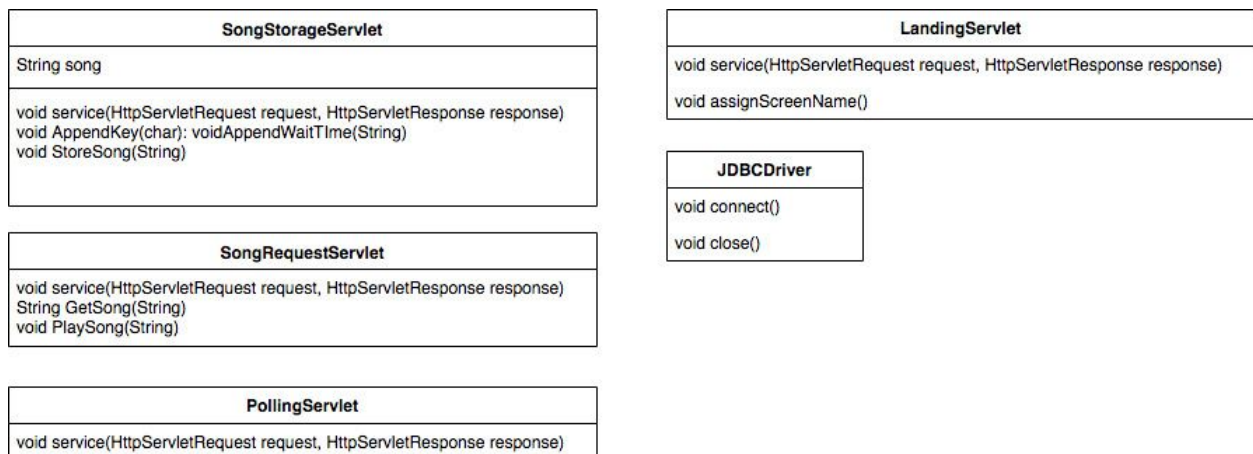 SongStorageServlet
String song
void service(HttpServletRequest request, HttpServletResponse response)
void AppendKey(char): voidAppendWaitTIme(String)
void StoreSong(String)
SongRequestServlet
void service(HttpServletRequest request, HttpServletResponse response)
String GetSong(String)
void PlaySong(String)
PollingServlet
void service(HttpServletRequest request, HttpServletResponse response)
LandingServlet
void service(HttpServletRequest request, HttpServletResponse response)
void assignScreenName()
JDBCDriver
void connect()
void close()